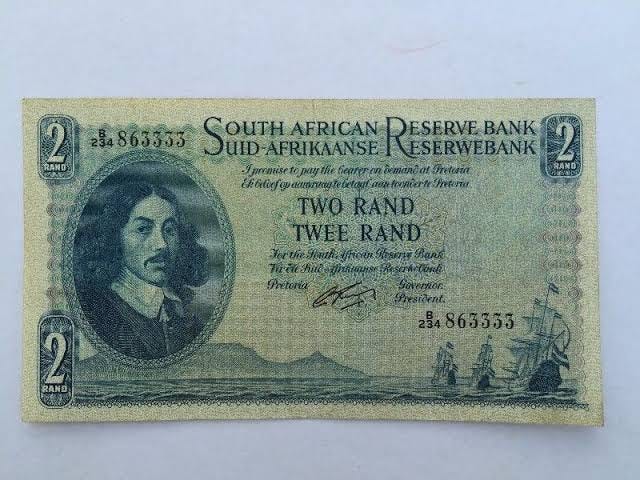 2
RAND
B/234 863333
SOUTH AFRICAN RESERVE BANK
SUID-AFRIKAANSE RESERWEBANK
2
RAND
I promise to pay the bearer on demand at Pretoria
Ek beloof op aanvraag te betaal aan toonder te Pretoria
TWO RAND
TWEE RAND
For the South African Reserve Bank
Vir die Suid-Afrikaanse Reserwebank
Pretoria
Governor.
President.
B/234 863333
2
RAND